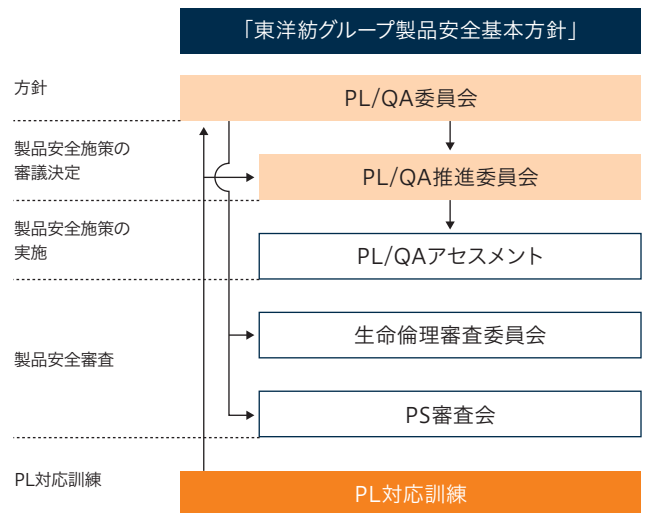 「東洋紡グループ製品安全基本方針」
方針
PL/QA委員会
製品安全施策の
審議決定
PL/QA推進委員会
製品安全施策の
実施
PL/QAアセスメント
生命倫理審査委員会
製品安全審査
PS審査会
PL対応訓練
PL対応訓練